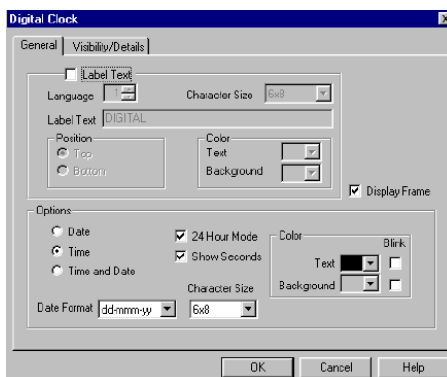 Digital Clock
General Visibility/Details
Label Text
Language 1 Character Size 6x8
Label Text DIGITAL
Position Color
Top Text
Bottom Background
Display Frame
Options
Date 24 Hour Mode Color Blink
Time Show Seconds Text
Time and Date Background
Character Size
Date Format dd-mmm-yy 6x8
OK Cancel Help